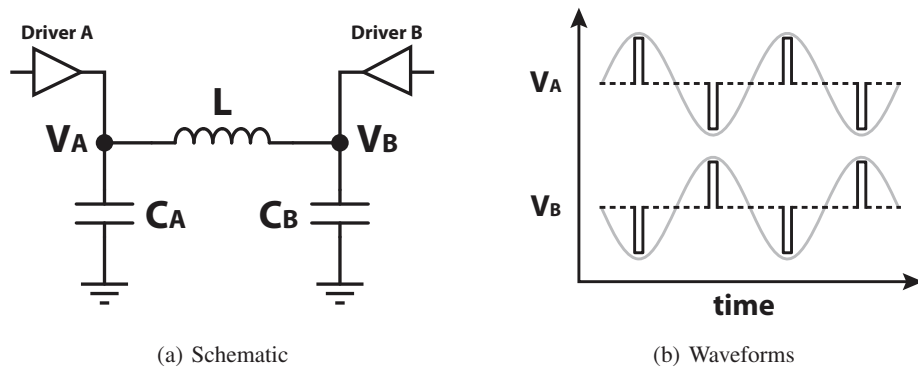 Driver A
Driver B
L
VA
VB
CA
CB
(a) Schematic
VA
VB
time
(b) Waveforms